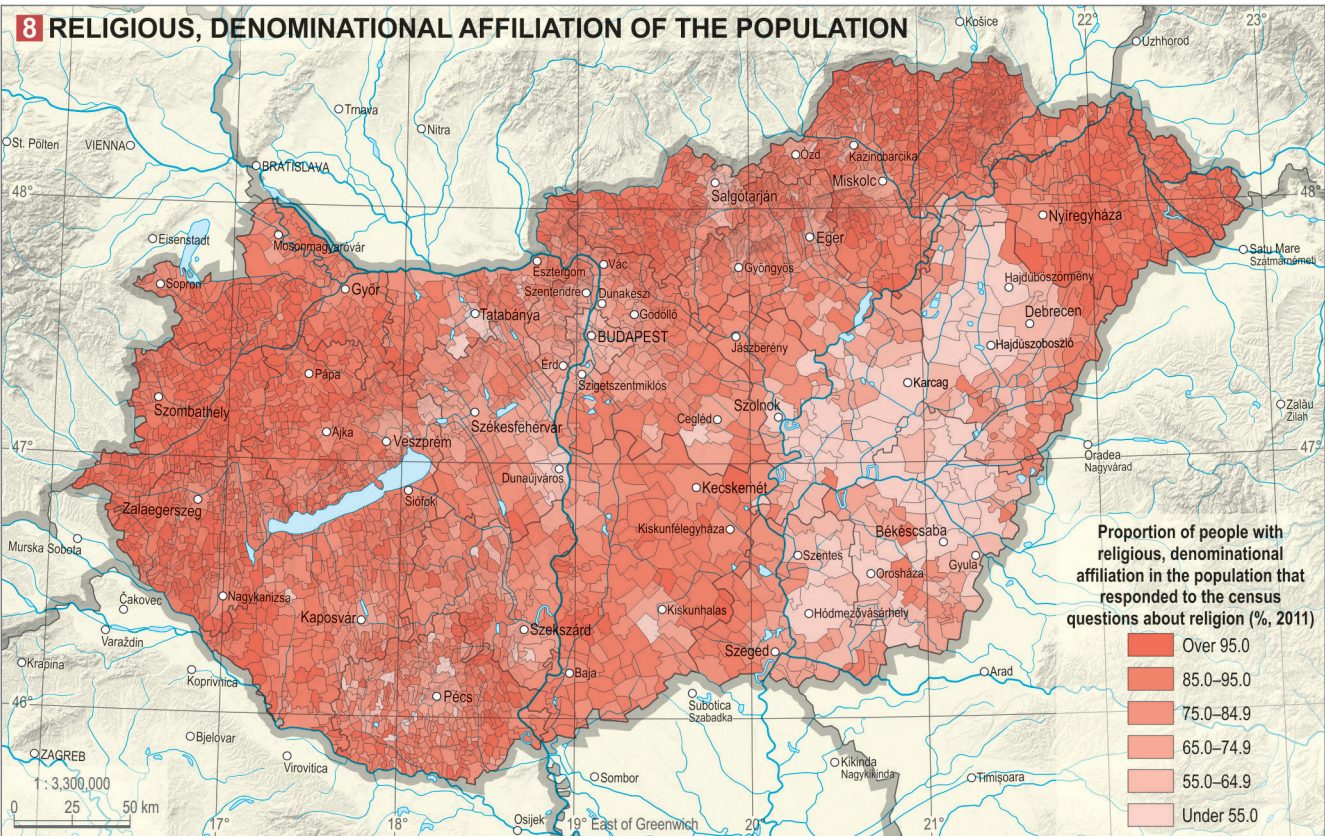 8 RELIGIOUS, DENOMINATIONAL AFFILIATION OF THE POPULATION
Košice
22°
23°
Uzhhorod
Trnava
Nitra
St. Pölten
VIENNA
BRATISLAVA
Ózd
Kazincbarcika
Miskolc
48°
48°
Salgótarján
Nyíregyháza
Eisenstadt
Mosonmagyaróvár
Eger
Satu Mare
Szatmárnémeti
Sopron
Győr
Esztergom
Vác
Gyöngyös
Hajdúböszörmény
Szentendre
Dunakeszi
Tatabánya
Gödöllő
Debrecen
BUDAPEST
Jászberény
Hajdúszoboszló
Pápa
Érd
Szigetszentmiklós
Karcag
Szombathely
Székesfehérvár
Cegléd
Szolnok
Zalău
Zilah
Ajka
Veszprém
47°
47°
Oradea
Nagyvárad
Dunaújváros
Zalaegerszeg
Siófok
Kecskemét
Murska Sobota
Kiskunfélegyháza
Békéscsaba
Szentes
Gyula
Orosháza
Čakovec
Nagykanizsa
Kaposvár
Kiskunhalas
Hódmezővásárhely
Varaždin
Szekszárd
Szeged
Krapina
Koprivnica
Baja
Arad
Pécs
46°
Subotica
Szabadka
Bjelovar
ZAGREB
Virovitica
Sombor
Kikinda
Nagykikinda
Timișoara
1 : 3,300,000
0 25 50 km
17°
18°
Osijek
19° East of Greenwich
20°
21°
Proportion of people with
religious, denominational
affiliation in the population that
responded to the census
questions about religion (%, 2011)
Over 95.0
85.0–95.0
75.0–84.9
65.0–74.9
55.0–64.9
Under 55.0